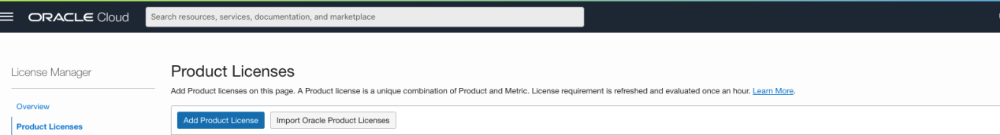 ORACLE Cloud
Search resources, services, documentation, and marketplace
License Manager
Overview
Product Licenses
Product Licenses
Add Product licenses on this page. A Product license is a unique combination of Product and Metric. License requirement is refreshed and evaluated once an hour. Learn More.
Add Product License
Import Oracle Product Licenses